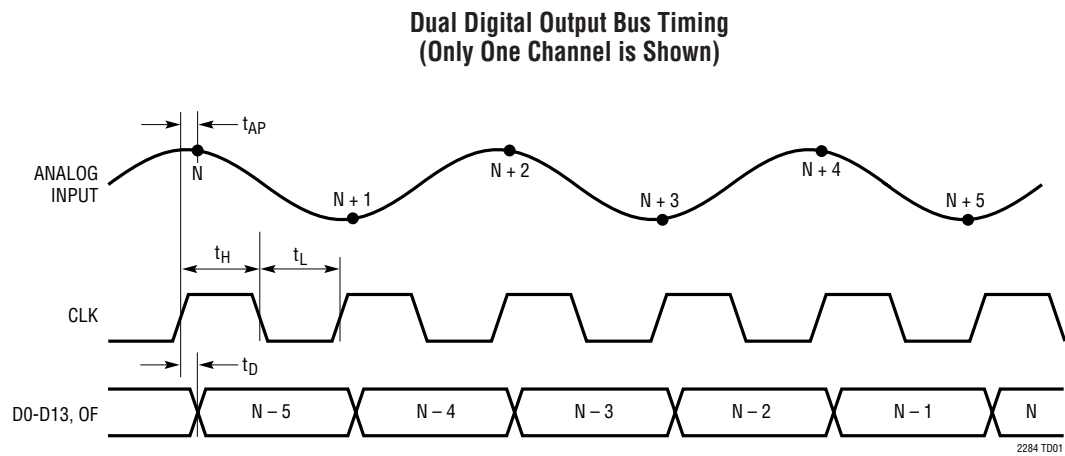 Dual Digital Output Bus Timing
(Only One Channel is Shown)
tAP
ANALOG
INPUT
N
N + 1
N + 2
N + 3
N + 4
N + 5
tH
tL
CLK
tD
D0-D13, OF
N – 5
N – 4
N – 3
N – 2
N – 1
N
2284 TD01